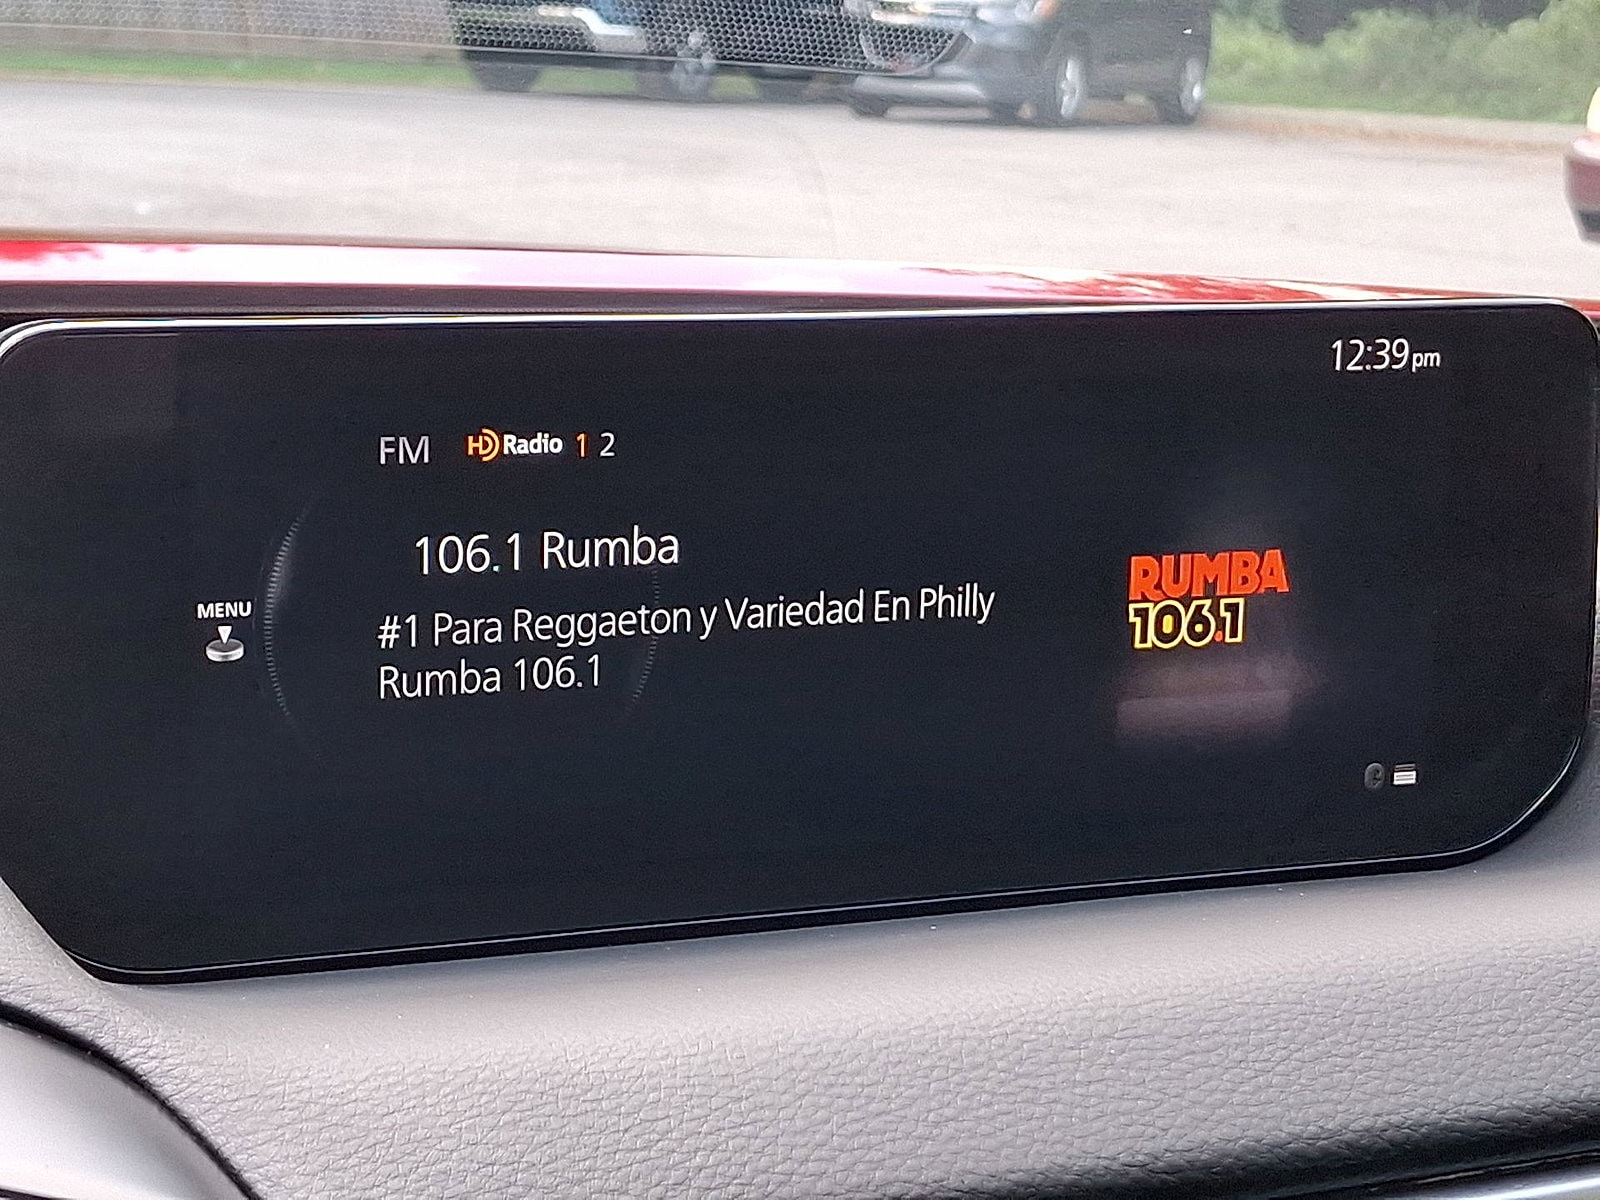 12:39pm
FM HD Radio 1 2
106.1 Rumba
#1 Para Reggaeton y Variedad En Philly
Rumba 106.1
MENU
RUMBA
106.1